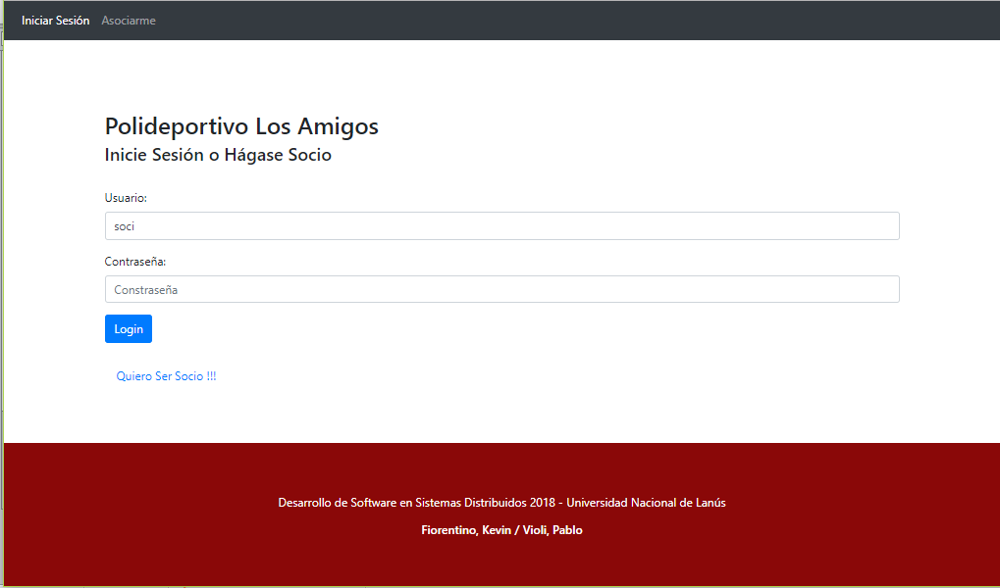 Iniciar Sesión Asociarme
Polideportivo Los Amigos
Inicie Sesión o Hágase Socio
Usuario:
soci
Contraseña:
Constraseña
Login
Quiero Ser Socio !!!
Desarrollo de Software en Sistemas Distribuidos 2018 - Universidad Nacional de Lanús
Fiorentino, Kevin / Violi, Pablo